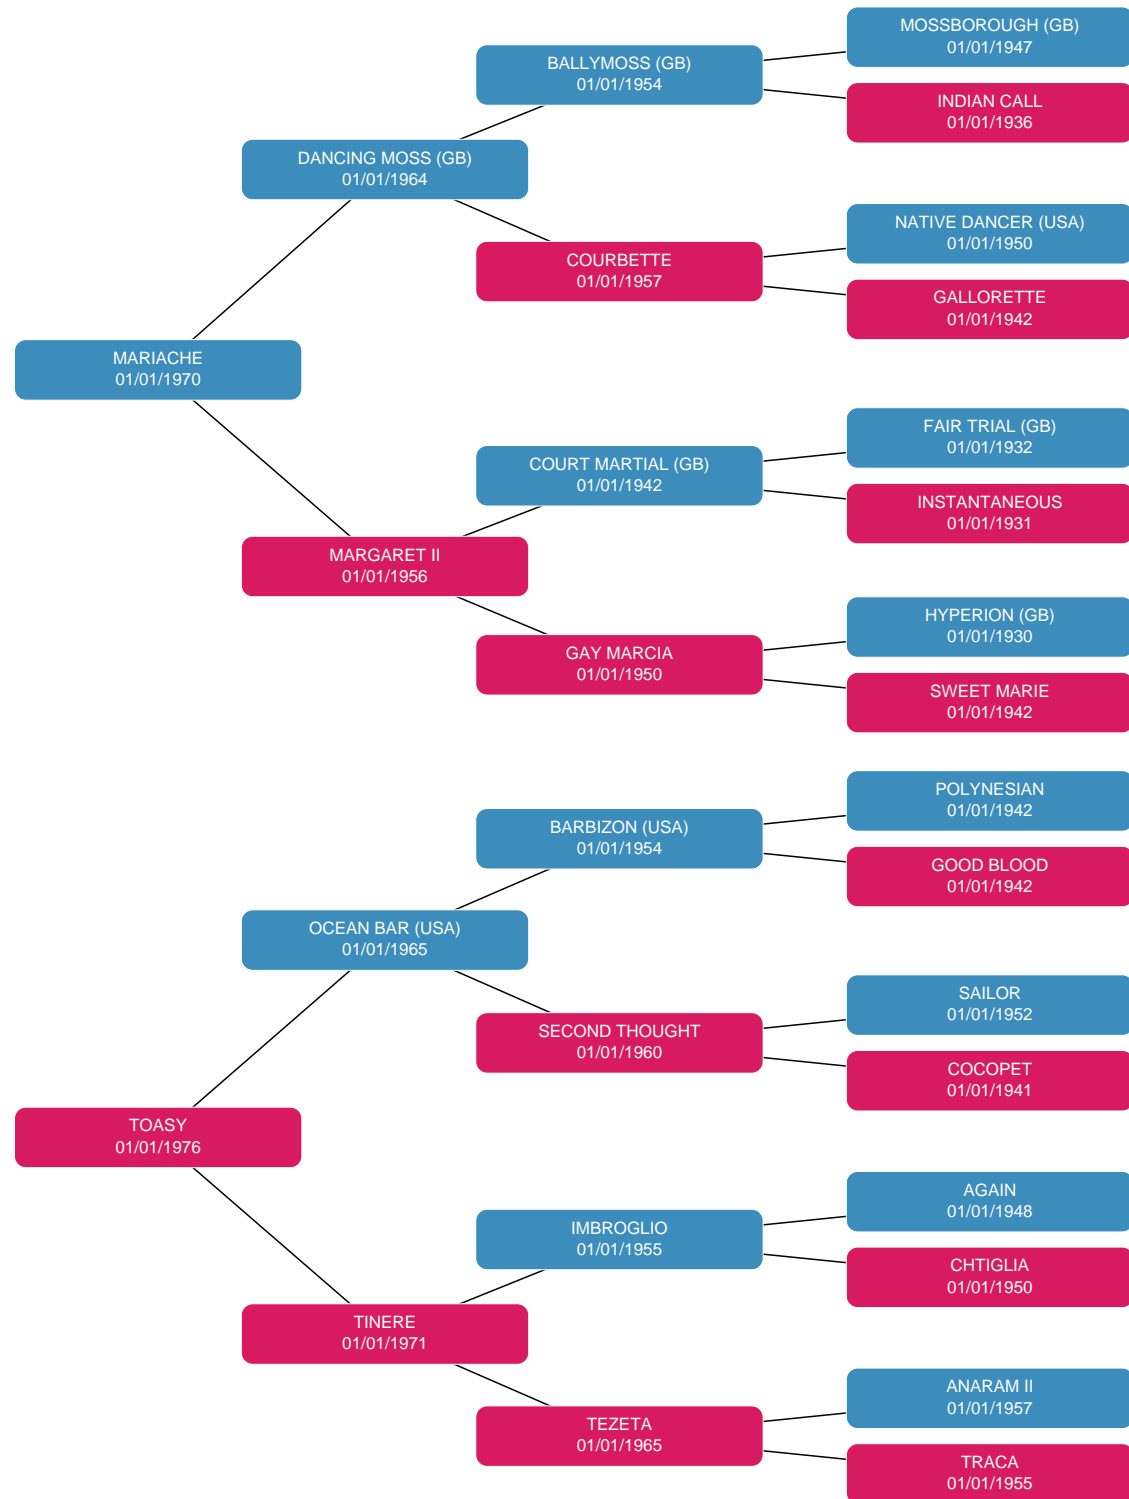 MOSSBOROUGH (GB)
01/01/1947
BALLYMOSS (GB)
01/01/1954
INDIAN CALL
01/01/1936
DANCING MOSS (GB)
01/01/1964
NATIVE DANCER (USA)
01/01/1950
COURBETTE
01/01/1957
GALLORETTE
01/01/1942
MARIACHE
01/01/1970
FAIR TRIAL (GB)
01/01/1932
COURT MARTIAL (GB)
01/01/1942
INSTANTANEOUS
01/01/1931
MARGARET II
01/01/1956
HYPERION (GB)
01/01/1930
GAY MARCIA
01/01/1950
SWEET MARIE
01/01/1942
POLYNESIAN
01/01/1942
BARBIZON (USA)
01/01/1954
GOOD BLOOD
01/01/1942
OCEAN BAR (USA)
01/01/1965
SAILOR
01/01/1952
SECOND THOUGHT
01/01/1960
COCOPET
01/01/1941
TOASY
01/01/1976
AGAIN
01/01/1948
IMBROGLIO
01/01/1955
CHTIGLIA
01/01/1950
TINERE
01/01/1971
ANARAM II
01/01/1957
TEZETA
01/01/1965
TRACA
01/01/1955